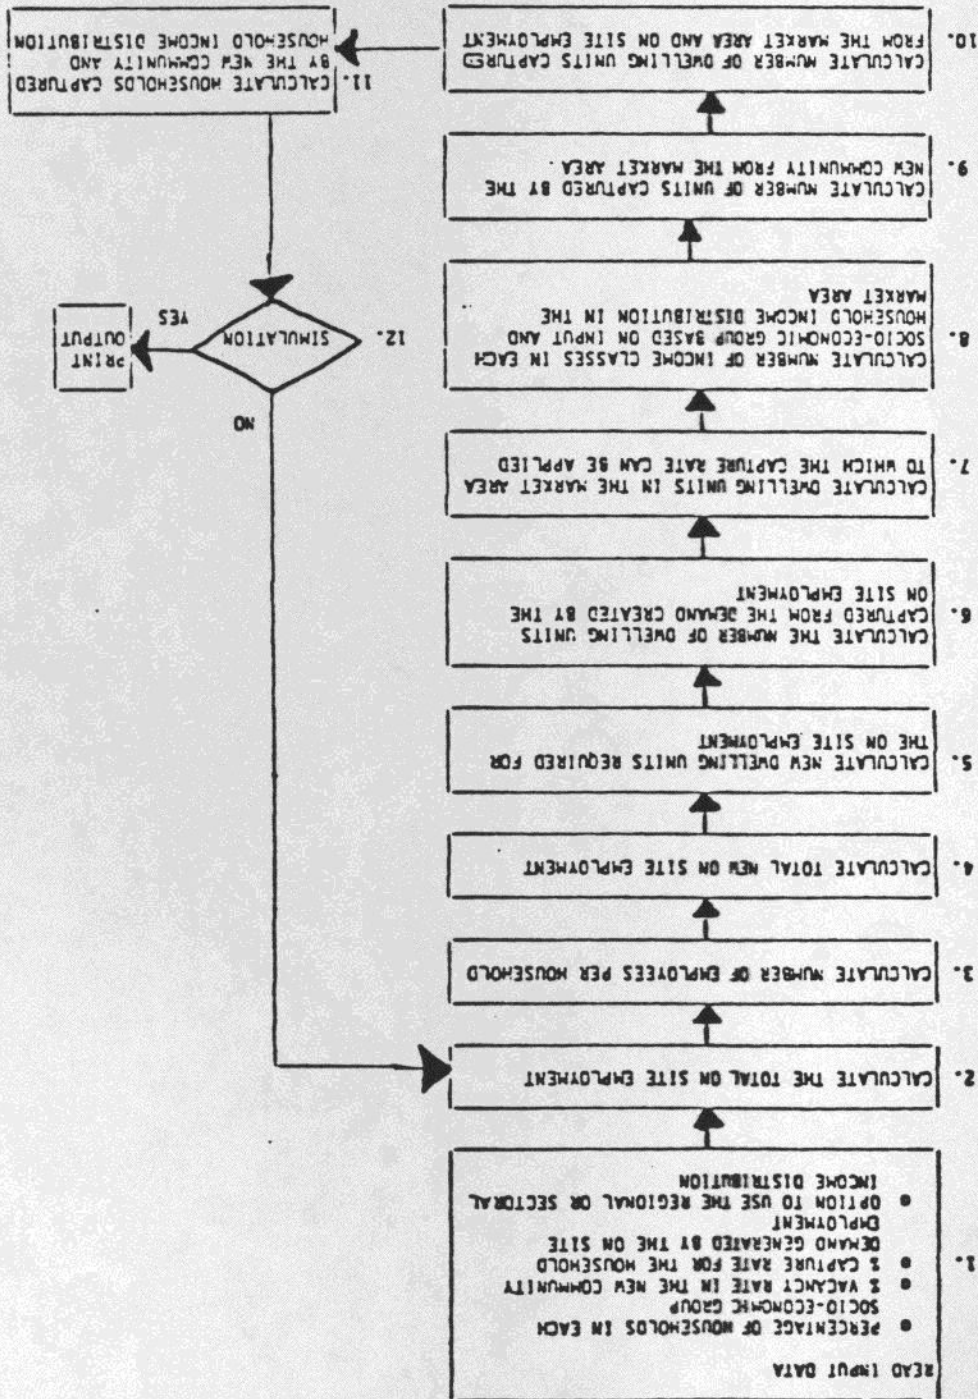 1. READ INPUT DATA
● PERCENTAGE OF HOUSEHOLDS IN EACH
SOCIO-ECONOMIC GROUP
● % VACANCY RATE IN THE NEW COMMUNITY
● % CAPTURE RATE FOR THE HOUSEHOLD
DEMAND GENERATED BY THE ON SITE
EMPLOYMENT
● OPTION TO USE THE REGIONAL OR SECTORAL
INCOME DISTRIBUTION
2. CALCULATE THE TOTAL ON SITE EMPLOYMENT
3. CALCULATE NUMBER OF EMPLOYEES PER HOUSEHOLD
4. CALCULATE TOTAL NEW ON SITE EMPLOYMENT
5. CALCULATE NEW DWELLING UNITS REQUIRED FOR
THE ON SITE EMPLOYMENT
6. CALCULATE THE NUMBER OF DWELLING UNITS
CAPTURED FROM THE DEMAND CREATED BY THE
ON SITE EMPLOYMENT
7. CALCULATE DWELLING UNITS IN THE MARKET AREA
TO WHICH THE CAPTURE RATE CAN BE APPLIED
8. CALCULATE NUMBER OF INCOME CLASSES IN EACH
SOCIO-ECONOMIC GROUP BASED ON INPUT AND
HOUSEHOLD INCOME DISTRIBUTION IN THE
MARKET AREA
9. CALCULATE NUMBER OF UNITS CAPTURED BY THE
NEW COMMUNITY FROM THE MARKET AREA
10. CALCULATE NUMBER OF DWELLING UNITS CAPTURED
FROM THE MARKET AREA AND ON SITE EMPLOYMENT
11. CALCULATE HOUSEHOLDS CAPTURED
BY THE NEW COMMUNITY AND
HOUSEHOLD INCOME DISTRIBUTION
12. SIMULATION
NO
YES
PRINT
OUTPUT